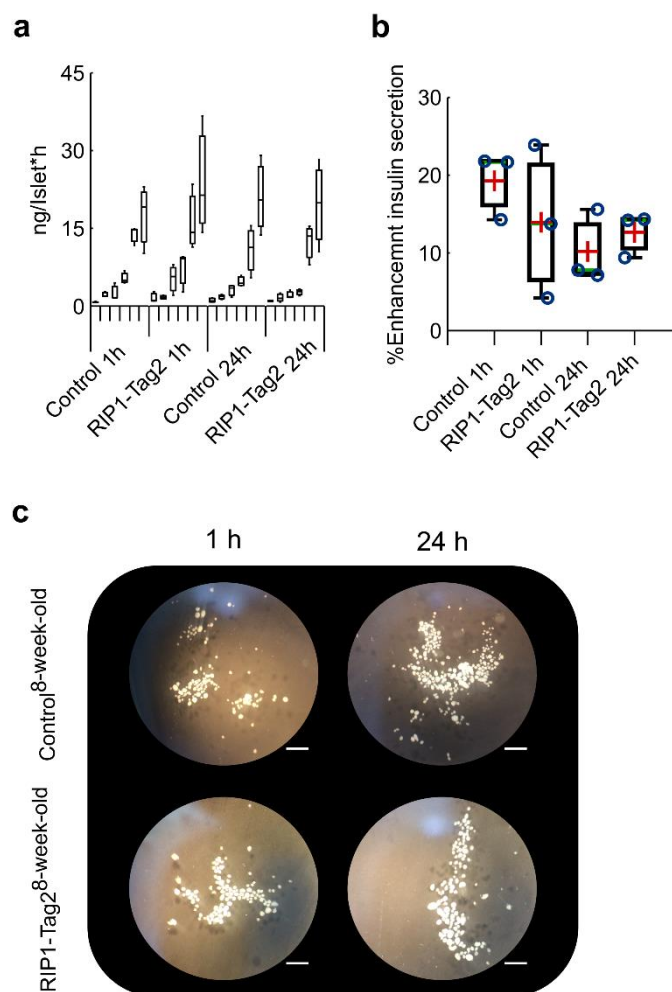 a
45
30
15
0
ng/Islet*h
Control 1h
RIP1-Tag2 1h
Control 24h
RIP1-Tag2 24h
b
30
20
10
0
%Enhancemnt insulin secretion
Control 1h
RIP1-Tag2 1h
Control 24h
RIP1-Tag2 24h
c
1 h
24 h
Control8-week-old
RIP1-Tag28-week-old